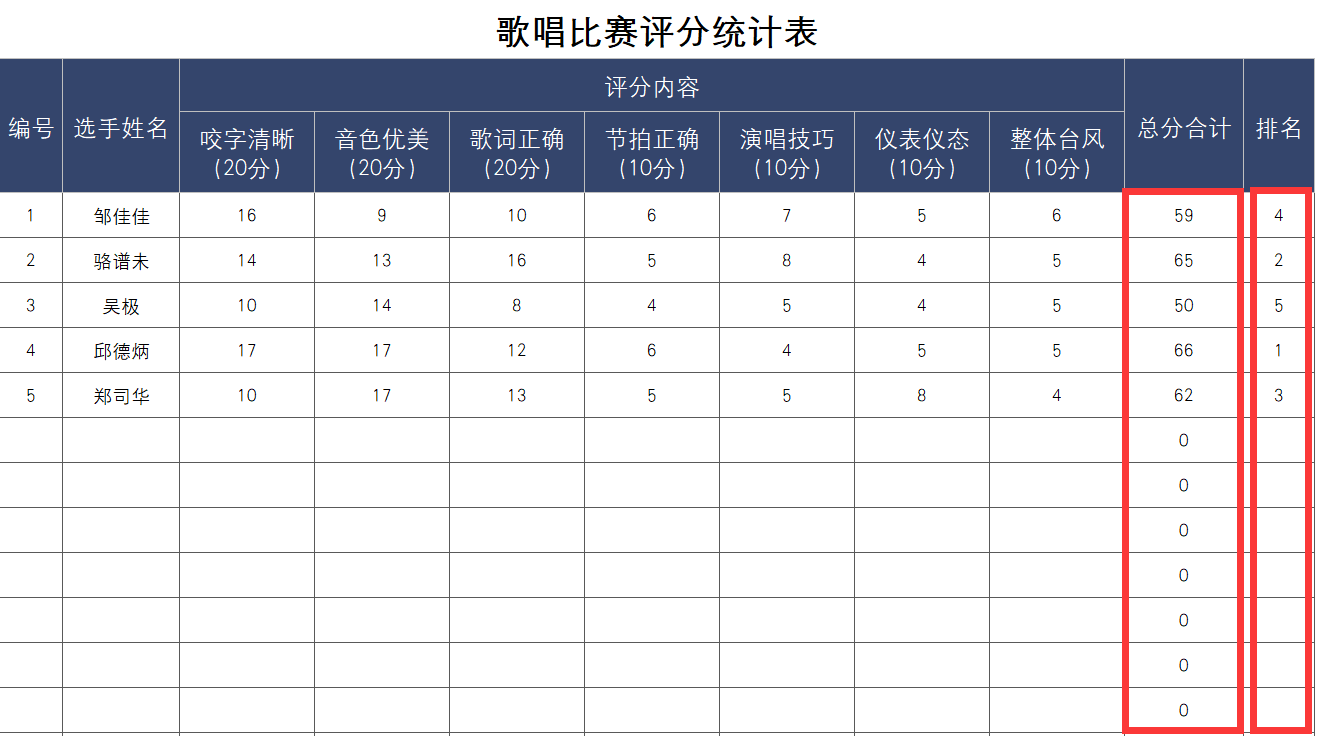 歌唱比赛评分统计表
编号 选手姓名 评分内容 总分合计 排名
咬字清晰 音色优美 歌词正确 节拍正确 演唱技巧 仪表仪态 整体台风
(20分) (20分) (20分) (10分) (10分) (10分) (10分)
1 邹佳佳 16 9 10 6 7 5 6 59 4
2 骆谱未 14 13 16 5 8 4 5 65 2
3 吴极 10 14 8 4 5 4 5 50 5
4 邱德炳 17 17 12 6 4 5 5 66 1
5 郑司华 10 17 13 5 5 8 4 62 3
0
0
0
0
0
0
0